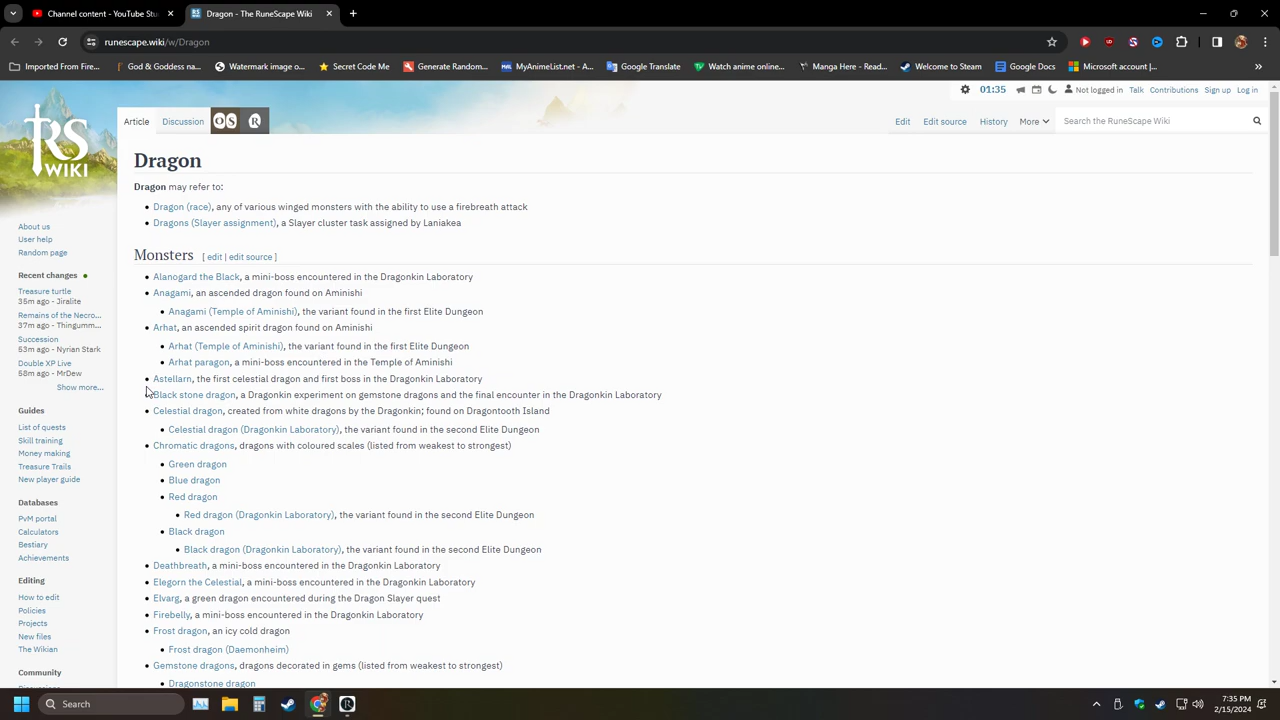 Channel content - YouTube Stu
Dragon - The RuneScape Wiki
runescape.wiki/w/Dragon
Imported From Fire...
God & Goddess na...
Watermark image o...
Secret Code Me
Generate Random...
MyAnimeList.net - A...
Google Translate
Watch anime online...
Manga Here - Read...
Welcome to Steam
Google Docs
Microsoft account |...
»
01:35
Not logged in
Talk
Contributions
Sign up
Log in
RS
WIKI
Article
Discussion
OS
R
Edit
Edit source
History
More
Search the RuneScape Wiki
Dragon
Dragon may refer to:
Dragon (race), any of various winged monsters with the ability to use a firebreath attack
Dragons (Slayer assignment), a Slayer cluster task assigned by Laniakea
Monsters [ edit | edit source ]
Alanogard the Black, a mini-boss encountered in the Dragonkin Laboratory
Anagami, an ascended dragon found on Aminishi
Anagami (Temple of Aminishi), the variant found in the first Elite Dungeon
Arhat, an ascended spirit dragon found on Aminishi
Arhat (Temple of Aminishi), the variant found in the first Elite Dungeon
Arhat paragon, a mini-boss encountered in the Temple of Aminishi
Astellarn, the first celestial dragon and first boss in the Dragonkin Laboratory
Black stone dragon, a Dragonkin experiment on gemstone dragons and the final encounter in the Dragonkin Laboratory
Celestial dragon, created from white dragons by the Dragonkin; found on Dragontooth Island
Celestial dragon (Dragonkin Laboratory), the variant found in the second Elite Dungeon
Chromatic dragons, dragons with coloured scales (listed from weakest to strongest)
Green dragon
Blue dragon
Red dragon
Red dragon (Dragonkin Laboratory), the variant found in the second Elite Dungeon
Black dragon
Black dragon (Dragonkin Laboratory), the variant found in the second Elite Dungeon
Deathbreath, a mini-boss encountered in the Dragonkin Laboratory
Elegorn the Celestial, a mini-boss encountered in the Dragonkin Laboratory
Elvarg, a green dragon encountered during the Dragon Slayer quest
Firebelly, a mini-boss encountered in the Dragonkin Laboratory
Frost dragon, an icy cold dragon
Frost dragon (Daemonheim)
Gemstone dragons, dragons decorated in gems (listed from weakest to strongest)
Dragonstone dragon
About us
User help
Random page
Recent changes
Treasure turtle
35m ago - Jiralite
Remains of the Necro...
37m ago - Thingumm...
Succession
53m ago - Nyrian Stark
Double XP Live
58m ago - MrDew
Show more...
Guides
List of quests
Skill training
Money making
Treasure Trails
New player guide
Databases
PvM portal
Calculators
Bestiary
Achievements
Editing
How to edit
Policies
Projects
New files
The Wikian
Community
Search
7:35 PM
2/15/2024